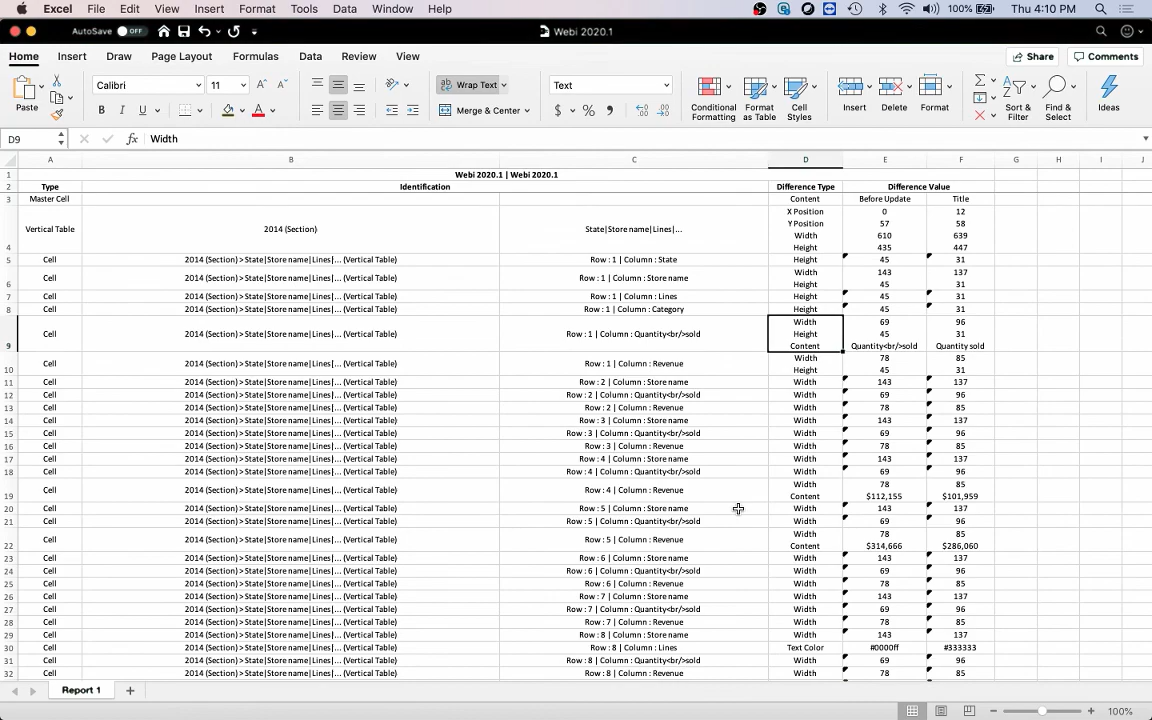 Excel File Edit View Insert Format Tools Data Window Help 100% Thu 4:10 PM
AutoSave OFF Webi 2020.1
Home Insert Draw Page Layout Formulas Data Review View Share Comments
Paste Calibri 11 Wrap Text Merge & Center Text Conditional Formatting Format as Table Cell Styles Insert Delete Format Sort & Filter Find & Select Ideas
D9 fx Width
A B C D E F G H I J
1 Webi 2020.1 | Webi 2020.1
2 Type Identification Difference Type Difference Value
3 Master Cell Content Before Update Title
X Position 0 12
Y Position 57 58
4 Vertical Table 2014 (Section) State|Store name|Lines|... Width 610 639
Height 435 447
5 Cell 2014 (Section) > State|Store name|Lines|... (Vertical Table) Row : 1 | Column : State Height 45 31
6 Cell 2014 (Section) > State|Store name|Lines|... (Vertical Table) Row : 1 | Column : Store name Width 143 137
Height 45 31
7 Cell 2014 (Section) > State|Store name|Lines|... (Vertical Table) Row : 1 | Column : Lines Height 45 31
8 Cell 2014 (Section) > State|Store name|Lines|... (Vertical Table) Row : 1 | Column : Category Height 45 31
Width 69 96
9 Cell 2014 (Section) > State|Store name|Lines|... (Vertical Table) Row : 1 | Column : Quantity<br/>sold Height 45 31
Content Quantity<br/>sold Quantity sold
10 Cell 2014 (Section) > State|Store name|Lines|... (Vertical Table) Row : 1 | Column : Revenue Width 78 85
Height 45 31
11 Cell 2014 (Section) > State|Store name|Lines|... (Vertical Table) Row : 2 | Column : Store name Width 143 137
12 Cell 2014 (Section) > State|Store name|Lines|... (Vertical Table) Row : 2 | Column : Quantity<br/>sold Width 69 96
13 Cell 2014 (Section) > State|Store name|Lines|... (Vertical Table) Row : 2 | Column : Revenue Width 78 85
14 Cell 2014 (Section) > State|Store name|Lines|... (Vertical Table) Row : 3 | Column : Store name Width 143 137
15 Cell 2014 (Section) > State|Store name|Lines|... (Vertical Table) Row : 3 | Column : Quantity<br/>sold Width 69 96
16 Cell 2014 (Section) > State|Store name|Lines|... (Vertical Table) Row : 3 | Column : Revenue Width 78 85
17 Cell 2014 (Section) > State|Store name|Lines|... (Vertical Table) Row : 4 | Column : Store name Width 143 137
18 Cell 2014 (Section) > State|Store name|Lines|... (Vertical Table) Row : 4 | Column : Quantity<br/>sold Width 69 96
19 Cell 2014 (Section) > State|Store name|Lines|... (Vertical Table) Row : 4 | Column : Revenue Width 78 85
Content $112,155 $101,959
20 Cell 2014 (Section) > State|Store name|Lines|... (Vertical Table) Row : 5 | Column : Store name Width 143 137
21 Cell 2014 (Section) > State|Store name|Lines|... (Vertical Table) Row : 5 | Column : Quantity<br/>sold Width 69 96
22 Cell 2014 (Section) > State|Store name|Lines|... (Vertical Table) Row : 5 | Column : Revenue Width 78 85
Content $314,666 $286,060
23 Cell 2014 (Section) > State|Store name|Lines|... (Vertical Table) Row : 6 | Column : Store name Width 143 137
24 Cell 2014 (Section) > State|Store name|Lines|... (Vertical Table) Row : 6 | Column : Quantity<br/>sold Width 69 96
25 Cell 2014 (Section) > State|Store name|Lines|... (Vertical Table) Row : 6 | Column : Revenue Width 78 85
26 Cell 2014 (Section) > State|Store name|Lines|... (Vertical Table) Row : 7 | Column : Store name Width 143 137
27 Cell 2014 (Section) > State|Store name|Lines|... (Vertical Table) Row : 7 | Column : Quantity<br/>sold Width 69 96
28 Cell 2014 (Section) > State|Store name|Lines|... (Vertical Table) Row : 7 | Column : Revenue Width 78 85
29 Cell 2014 (Section) > State|Store name|Lines|... (Vertical Table) Row : 8 | Column : Store name Width 143 137
30 Cell 2014 (Section) > State|Store name|Lines|... (Vertical Table) Row : 8 | Column : Lines Text Color #0000ff #333333
31 Cell 2014 (Section) > State|Store name|Lines|... (Vertical Table) Row : 8 | Column : Quantity<br/>sold Width 69 96
32 Cell 2014 (Section) > State|Store name|Lines|... (Vertical Table) Row : 8 | Column : Revenue Width 78 85
Report 1
100%